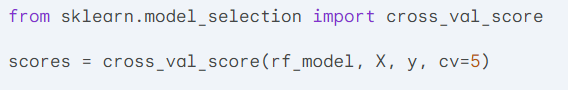 from sklearn.model_selection import cross_val_score
scores = cross_val_score(rf_model, X, y, cv=5)